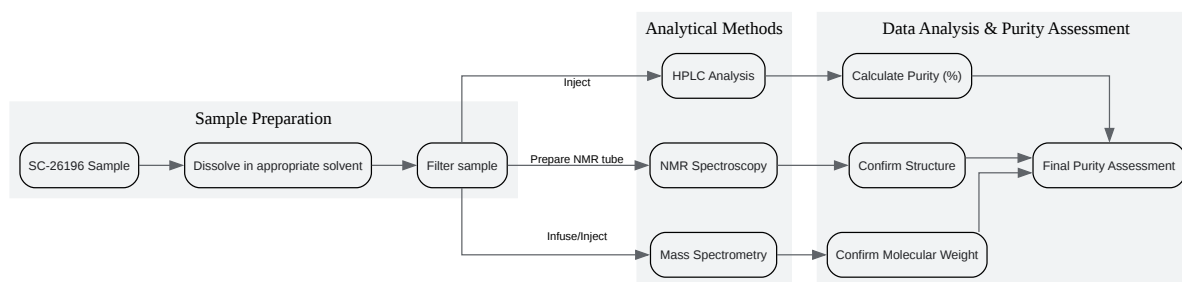 Analytical Methods
Data Analysis & Purity Assessment
HPLC Analysis
Calculate Purity (%)
Inject
Sample Preparation
SC-26196 Sample
Dissolve in appropriate solvent
Filter sample
Prepare NMR tube
NMR Spectroscopy
Confirm Structure
Final Purity Assessment
Infuse/Inject
Mass Spectrometry
Confirm Molecular Weight